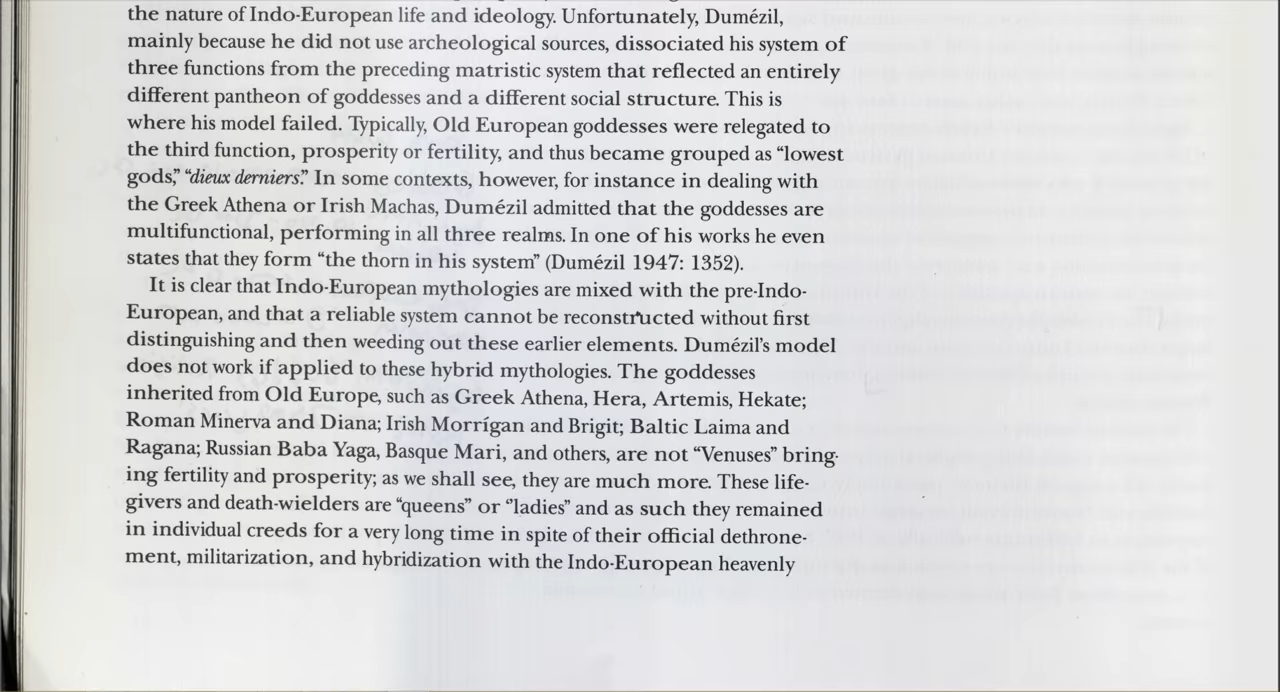 the nature of Indo-European life and ideology. Unfortunately, Dumézil,
mainly because he did not use archeological sources, dissociated his system of
three functions from the preceding matristic system that reflected an entirely
different pantheon of goddesses and a different social structure. This is
where his model failed. Typically, Old European goddesses were relegated to
the third function, prosperity or fertility, and thus became grouped as “lowest
gods,” “dieux derniers.” In some contexts, however, for instance in dealing with
the Greek Athena or Irish Machas, Dumézil admitted that the goddesses are
multifunctional, performing in all three realms. In one of his works he even
states that they form “the thorn in his system” (Dumézil 1947: 1352).
It is clear that Indo-European mythologies are mixed with the pre-Indo-
European, and that a reliable system cannot be reconstructed without first
distinguishing and then weeding out these earlier elements. Dumézil’s model
does not work if applied to these hybrid mythologies. The goddesses
inherited from Old Europe, such as Greek Athena, Hera, Artemis, Hekate;
Roman Minerva and Diana; Irish Morrígan and Brigit; Baltic Laima and
Ragana; Russian Baba Yaga, Basque Mari, and others, are not “Venuses” bring-
ing fertility and prosperity; as we shall see, they are much more. These life-
givers and death-wielders are “queens” or “ladies” and as such they remained
in individual creeds for a very long time in spite of their official dethrone-
ment, militarization, and hybridization with the Indo-European heavenly